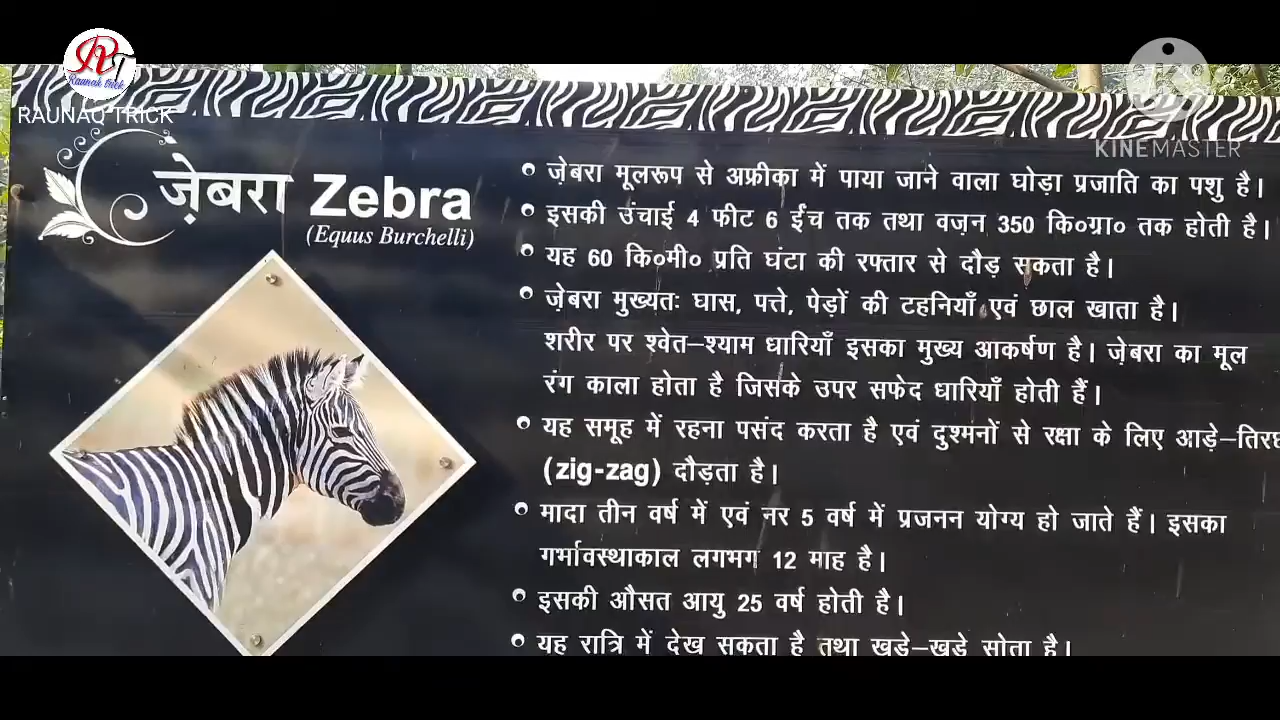 RT
Raunak trick
RAUNAQ TRICK
KINEMASTER
ज़ेबरा Zebra
(Equus Burchelli)
ज़ेबरा मूलरूप से अफ्रीका में पाया जाने वाला घोड़ा प्रजाति का पशु है।
इसकी उंचाई 4 फीट 6 ईंच तक तथा वज़न 350 कि०ग्रा० तक होती है।
यह 60 कि०मी० प्रति घंटा की रफ्तार से दौड़ सकता है।
ज़ेबरा मुख्यतः घास, पत्ते, पेड़ों की टहनियाँ एवं छाल खाता है।
शरीर पर श्वेत–श्याम धारियाँ इसका मुख्य आकर्षण है। ज़ेबरा का मूल
रंग काला होता है जिसके उपर सफेद धारियाँ होती हैं।
यह समूह में रहना पसंद करता है एवं दुश्मनों से रक्षा के लिए आड़े–तिरछ
(zig-zag) दौड़ता है।
मादा तीन वर्ष में एवं नर 5 वर्ष में प्रजनन योग्य हो जाते हैं। इसका
गर्भावस्थाकाल लगभग 12 माह है।
इसकी औसत आयु 25 वर्ष होती है।
यह रात्रि में देख सकता है तथा खड़े–खड़े सोता है।